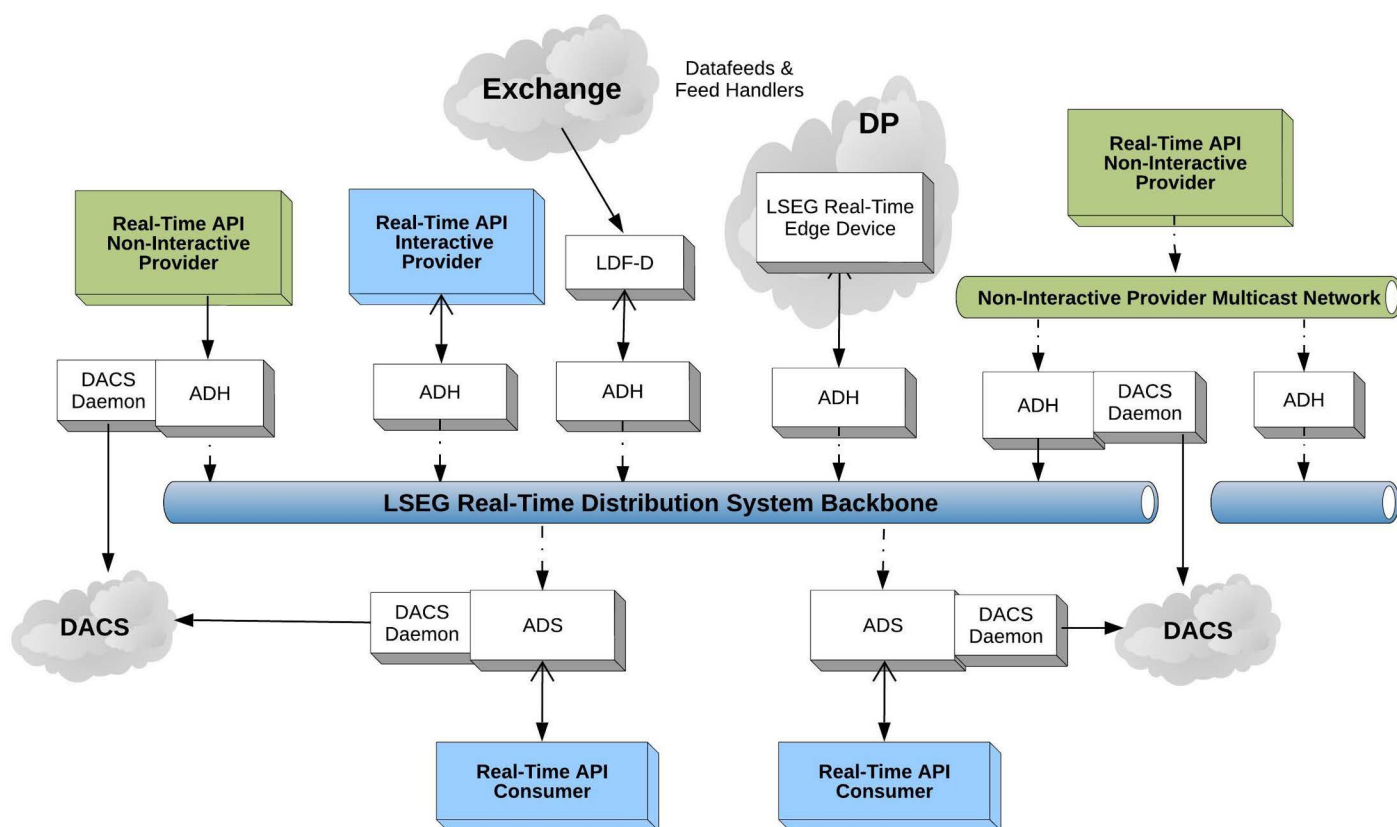 Exchange
Datafeeds &
Feed Handlers
DP
Real-Time API
Non-Interactive
Provider
LSEG Real-Time
Edge Device
Real-Time API
Non-Interactive
Provider
Real-Time API
Interactive
Provider
LDF-D
Non-Interactive Provider Multicast Network
DACS
Daemon
ADH
ADH
ADH
ADH
ADH
DACS
Daemon
ADH
LSEG Real-Time Distribution System Backbone
DACS
DACS
Daemon
ADS
ADS
DACS
Daemon
DACS
Real-Time API
Consumer
Real-Time API
Consumer